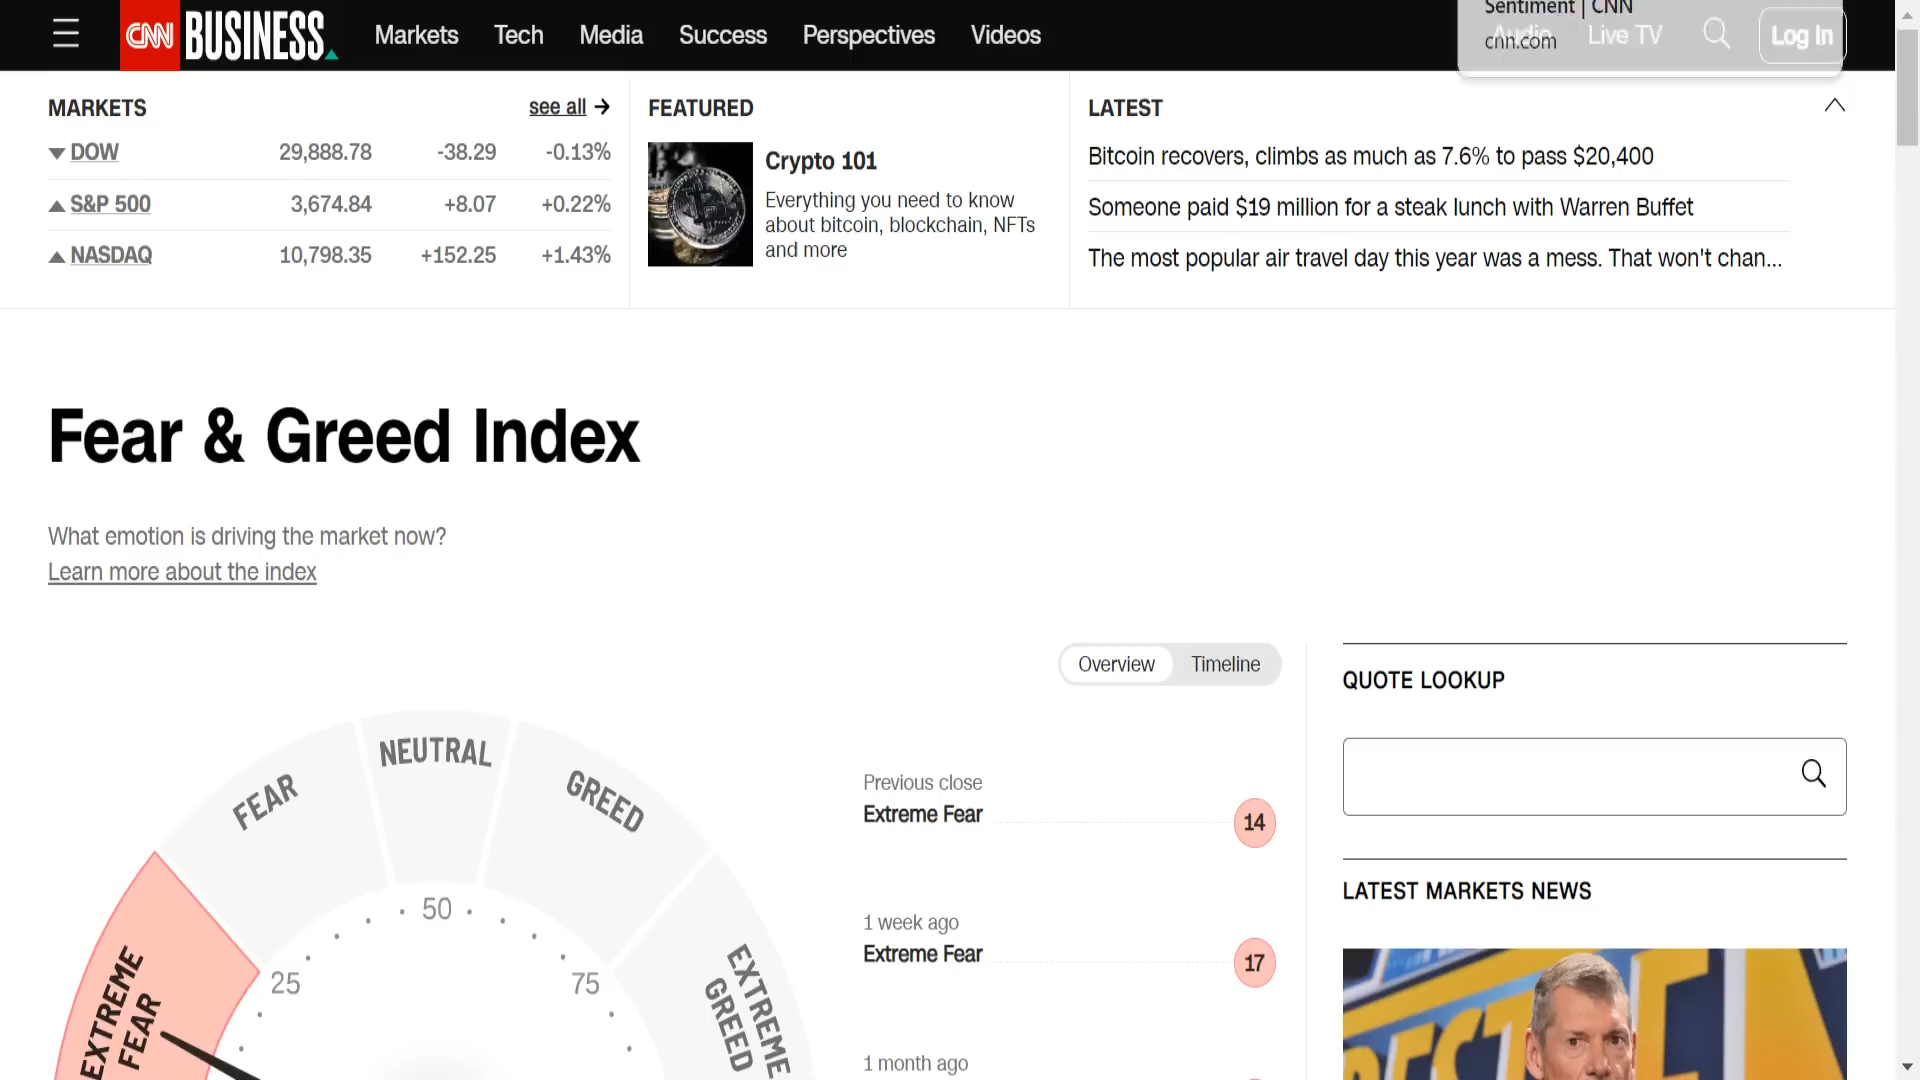 Sentiment | CNN
cnn.com
CNN BUSINESS
Markets
Tech
Media
Success
Perspectives
Videos
Audio
Live TV
Log In
MARKETS
see all →
DOW 29,888.78 -38.29 -0.13%
S&P 500 3,674.84 +8.07 +0.22%
NASDAQ 10,798.35 +152.25 +1.43%
FEATURED
Crypto 101
Everything you need to know
about bitcoin, blockchain, NFTs
and more
LATEST
Bitcoin recovers, climbs as much as 7.6% to pass $20,400
Someone paid $19 million for a steak lunch with Warren Buffet
The most popular air travel day this year was a mess. That won't chan...
Fear & Greed Index
What emotion is driving the market now?
Learn more about the index
Overview
Timeline
EXTREME
FEAR
FEAR
NEUTRAL
GREED
EXTREME
GREED
25
50
75
Previous close
Extreme Fear
14
1 week ago
Extreme Fear
17
1 month ago
QUOTE LOOKUP
LATEST MARKETS NEWS